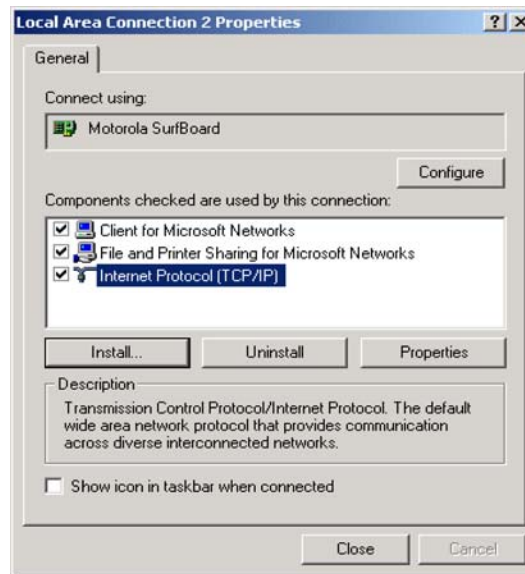 Local Area Connection 2 Properties
General
Connect using:
Motorola SurfBoard
Configure
Components checked are used by this connection:
Client for Microsoft Networks
File and Printer Sharing for Microsoft Networks
Internet Protocol (TCP/IP)
Install...
Uninstall
Properties
Description
Transmission Control Protocol/Internet Protocol. The default
wide area network protocol that provides communication
across diverse interconnected networks.
Show icon in taskbar when connected
Close
Cancel